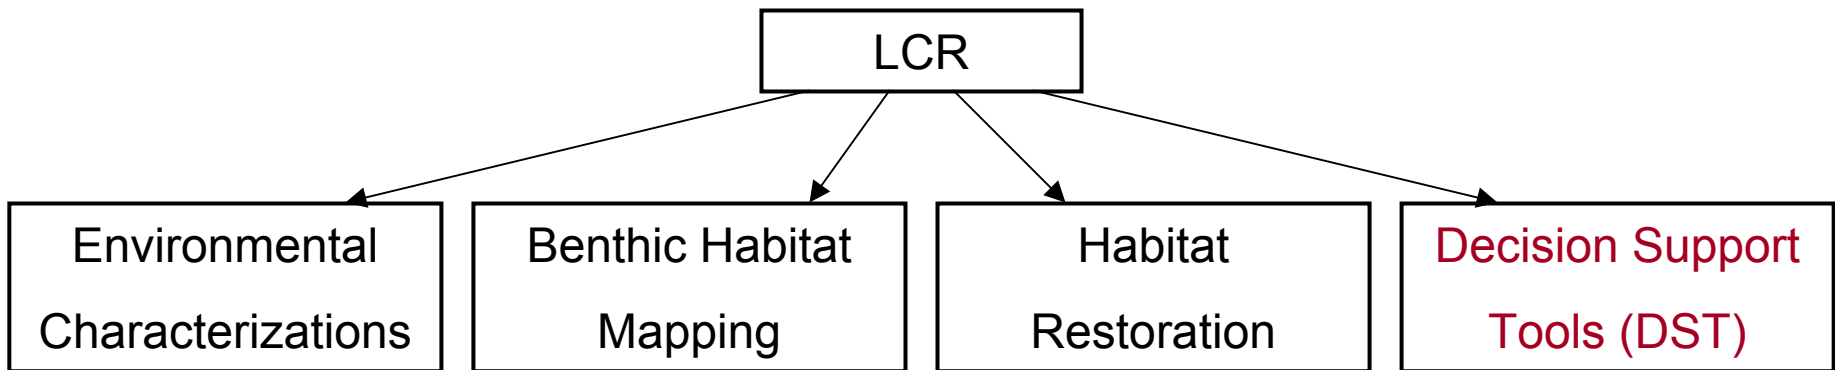 LCR
Environmental
Characterizations
Benthic Habitat
Mapping
Habitat
Restoration
Decision Support
Tools (DST)